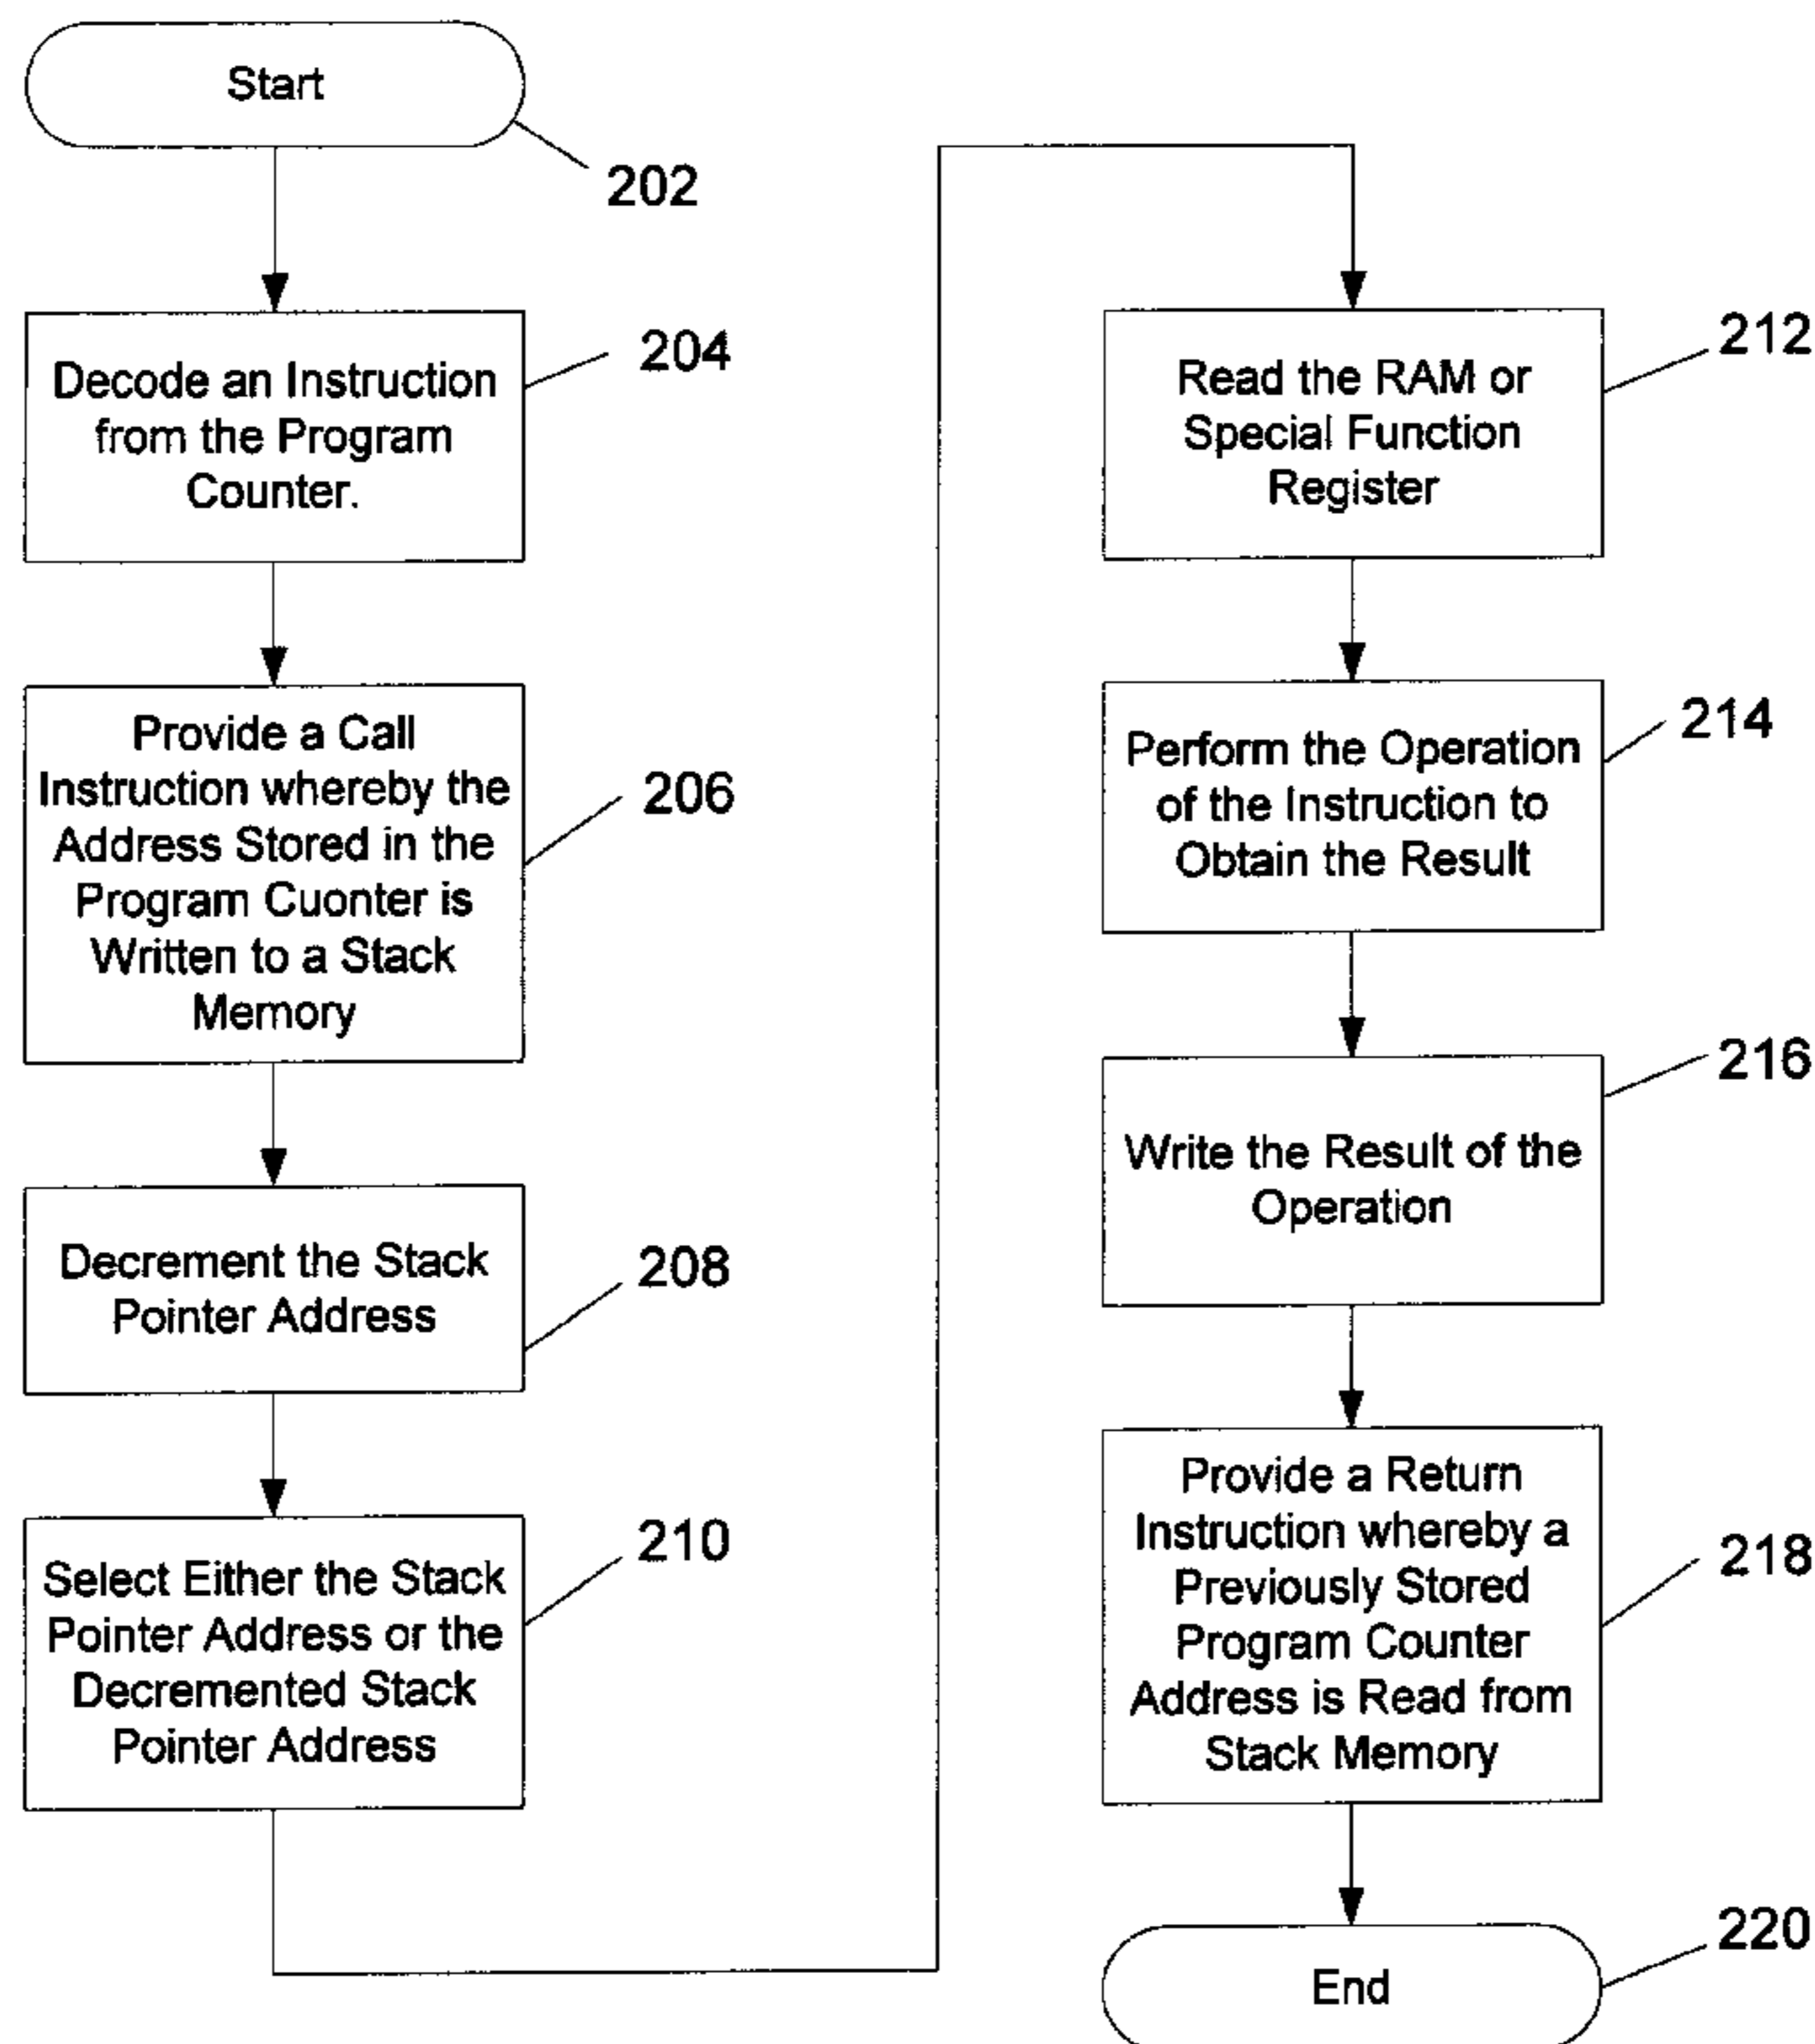 Start
202
Decode an Instruction
from the Program
Counter.
204
Provide a Call
Instruction whereby the
Address Stored in the
Program Cuonter is
Written to a Stack
Memory
206
Decrement the Stack
Pointer Address
208
Select Either the Stack
Pointer Address or the
Decremented Stack
Pointer Address
210
Read the RAM or
Special Function
Register
212
Perform the Operation
of the Instruction to
Obtain the Result
214
Write the Result of the
Operation
216
Provide a Return
Instruction whereby a
Previously Stored
Program Counter
Address is Read from
Stack Memory
218
End
220